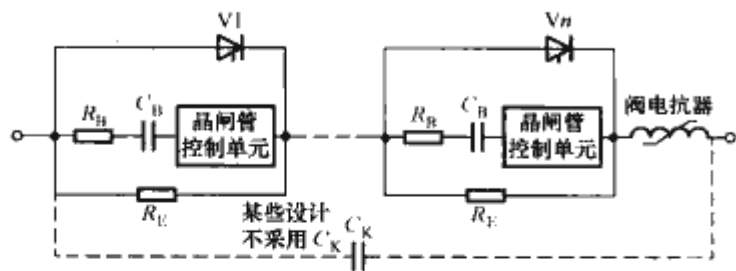 V1
Vn
R_B
C_B
晶闸管
控制单元
R_B
C_B
晶闸管
控制单元
阀电抗器
R_E
某些设计
不采用 C_K
C_K
R_E